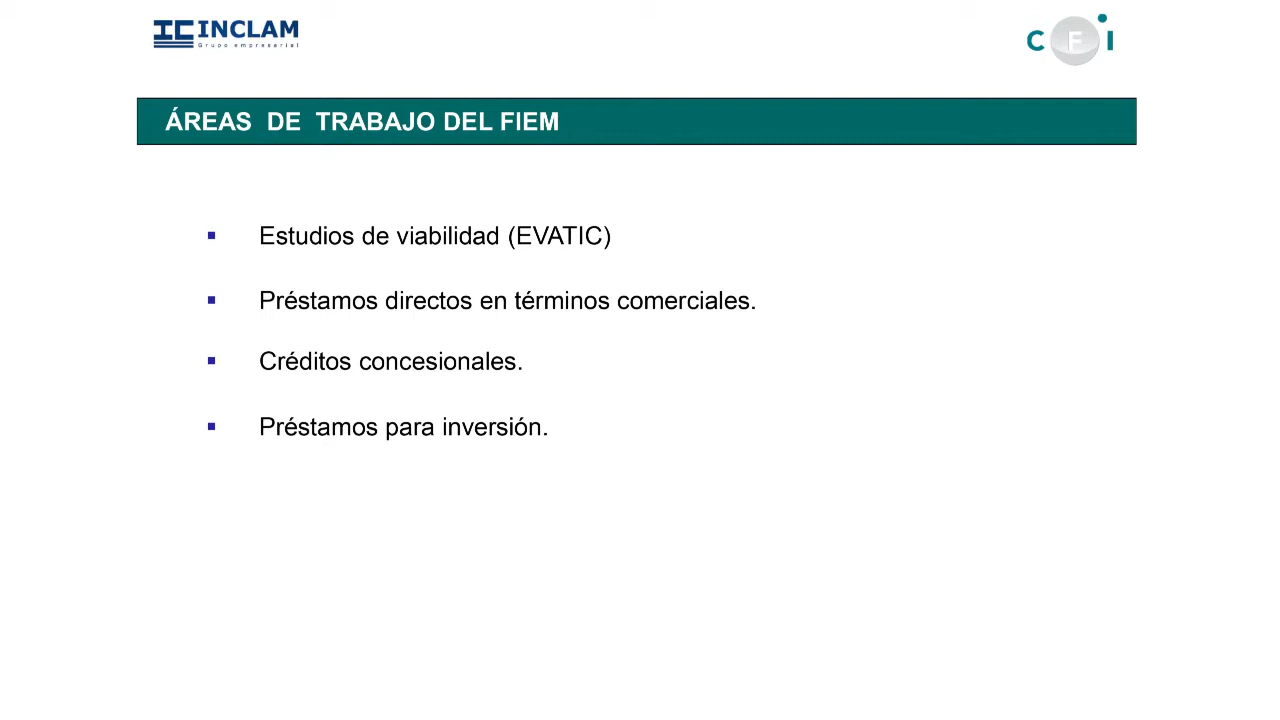 INCLAM
Grupo empresarial
CFI
ÁREAS DE TRABAJO DEL FIEM
▪ Estudios de viabilidad (EVATIC)
▪ Préstamos directos en términos comerciales.
▪ Créditos concesionales.
▪ Préstamos para inversión.